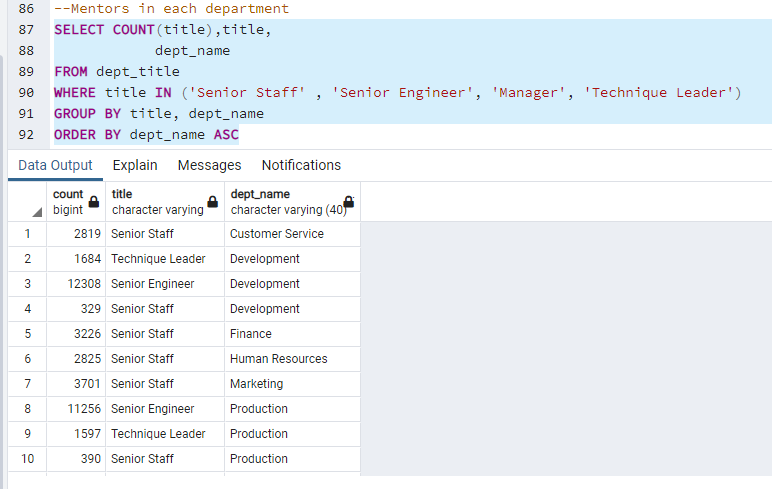 86 --Mentors in each department
87 SELECT COUNT(title),title,
88 dept_name
89 FROM dept_title
90 WHERE title IN ('Senior Staff' , 'Senior Engineer', 'Manager', 'Technique Leader')
91 GROUP BY title, dept_name
92 ORDER BY dept_name ASC
Data Output Explain Messages Notifications
count title dept_name
bigint character varying character varying (40)
1 2819 Senior Staff Customer Service
2 1684 Technique Leader Development
3 12308 Senior Engineer Development
4 329 Senior Staff Development
5 3226 Senior Staff Finance
6 2825 Senior Staff Human Resources
7 3701 Senior Staff Marketing
8 11256 Senior Engineer Production
9 1597 Technique Leader Production
10 390 Senior Staff Production